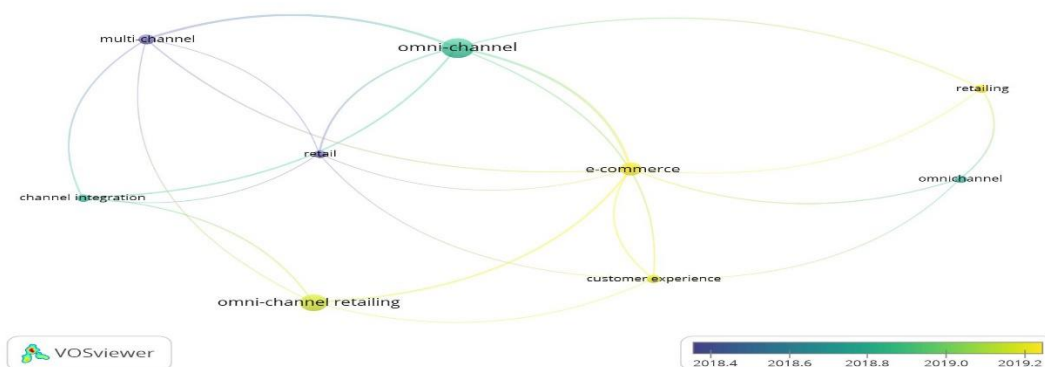 multi-channel
omni-channel
retailing
retail
e-commerce
omnichannel
channel integration
customer experience
omni-channel retailing
VOSviewer
2018.4 2018.6 2018.8 2019.0 2019.2